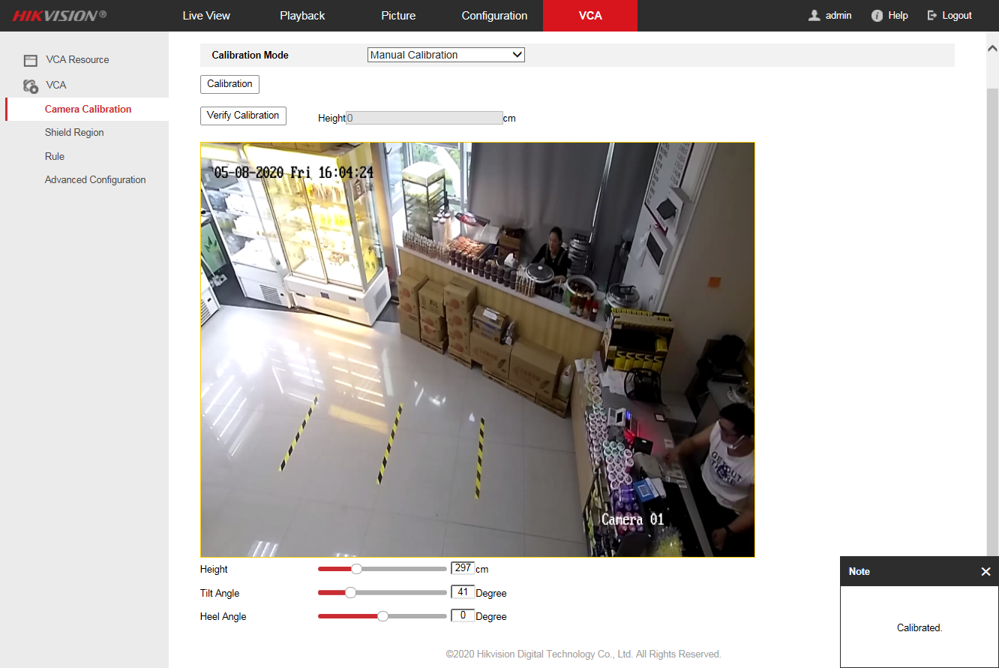 HIKVISION®
Live View
Playback
Picture
Configuration
VCA
admin
Help
Logout
VCA Resource
VCA
Camera Calibration
Shield Region
Rule
Advanced Configuration
Calibration Mode
Manual Calibration
Calibration
Verify Calibration
Height 0 cm
05-08-2020 Fri 16:04:24
GET OUT
Camera 01
Height 297 cm
Tilt Angle 41 Degree
Heel Angle 0 Degree
Note
Calibrated.
©2020 Hikvision Digital Technology Co., Ltd. All Rights Reserved.